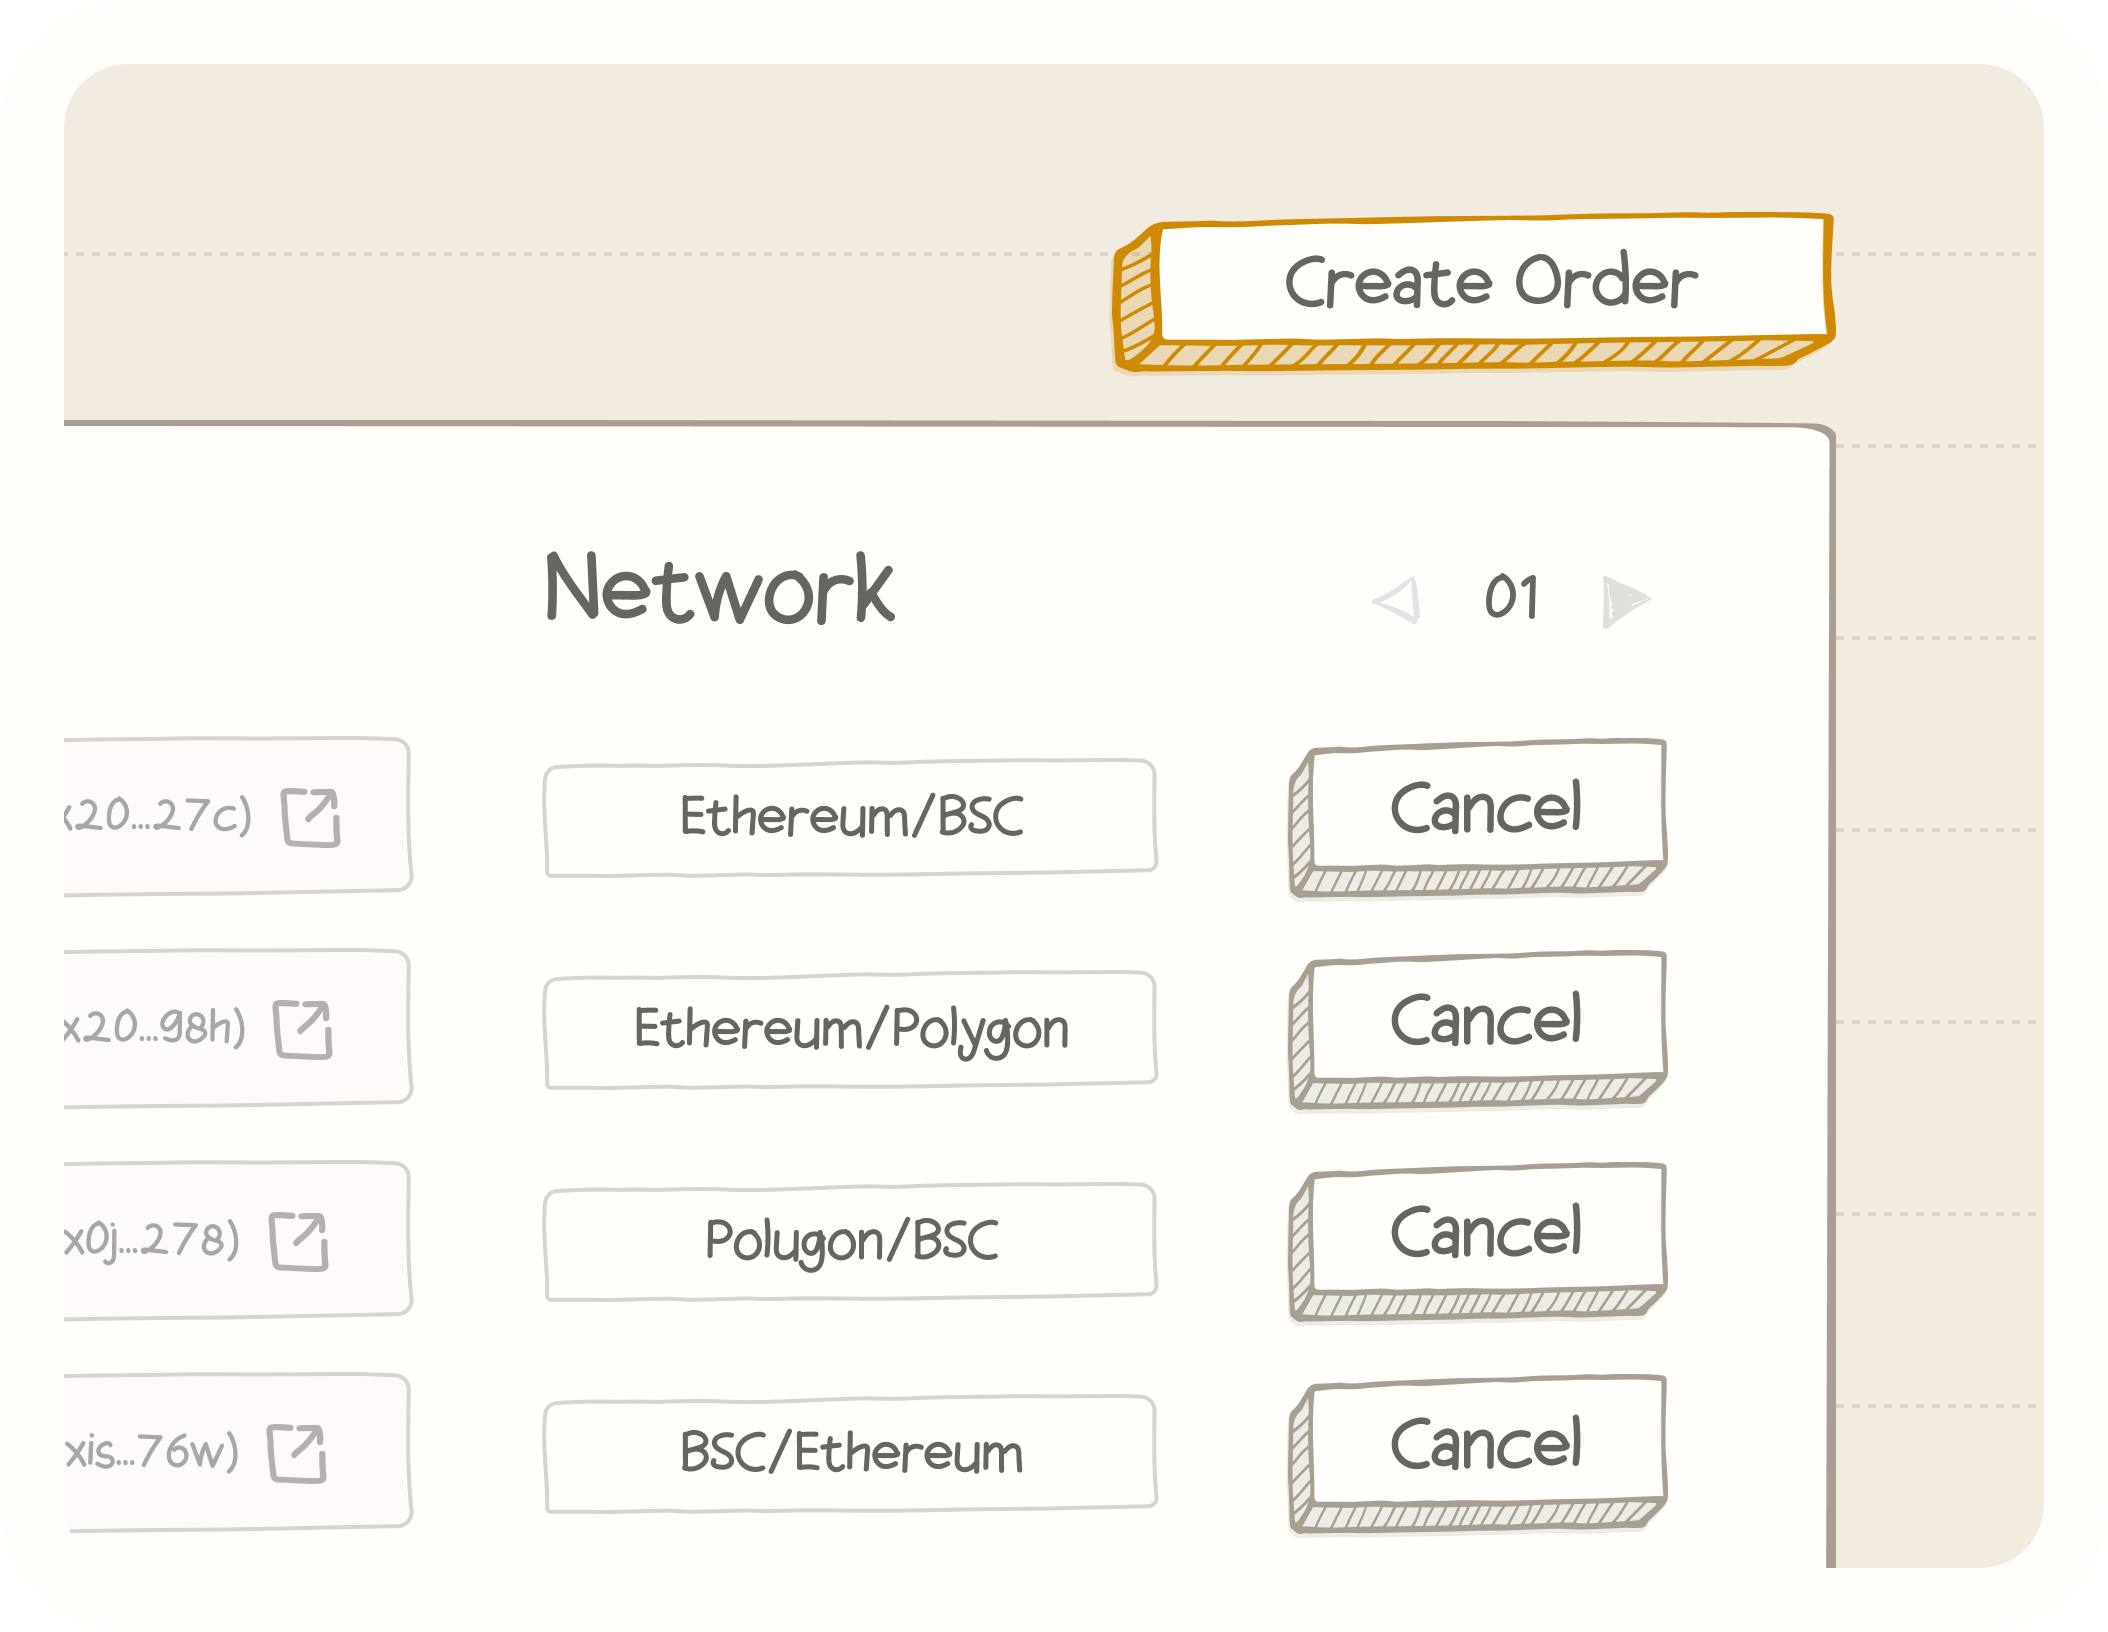 Create Order
Network
01
x20...27c)
Ethereum/BSC
Cancel
x20...98h)
Ethereum/Polygon
Cancel
x0j...278)
Polugon/BSC
Cancel
xis...76w)
BSC/Ethereum
Cancel